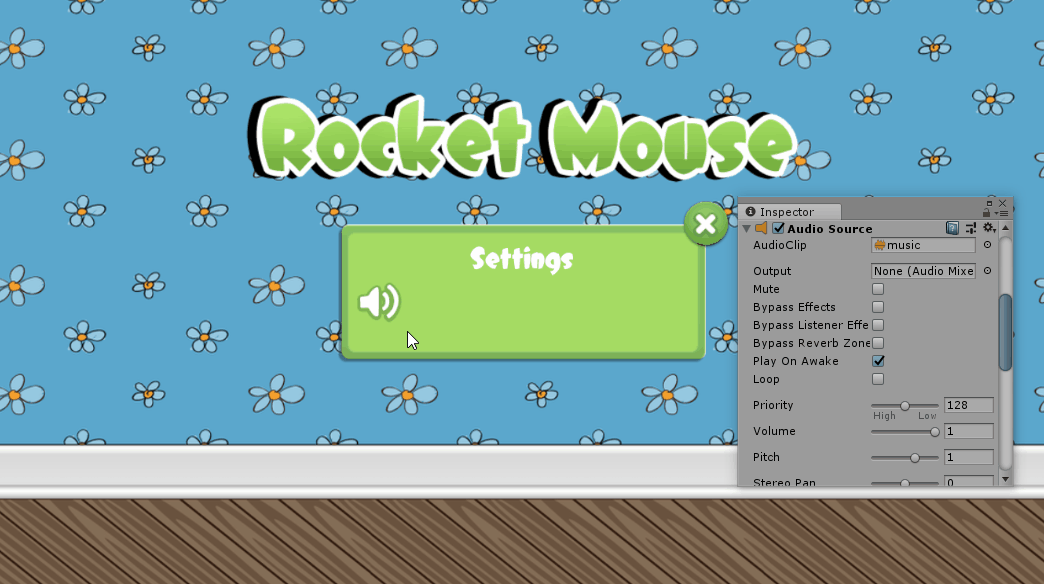 Rocket Mouse
Settings
Inspector
Audio Source
AudioClip music
Output None (Audio Mixe
Mute
Bypass Effects
Bypass Listener Effe
Bypass Reverb Zone
Play On Awake
Loop
Priority 128
High Low
Volume 1
Pitch 1
Stereo Pan 0